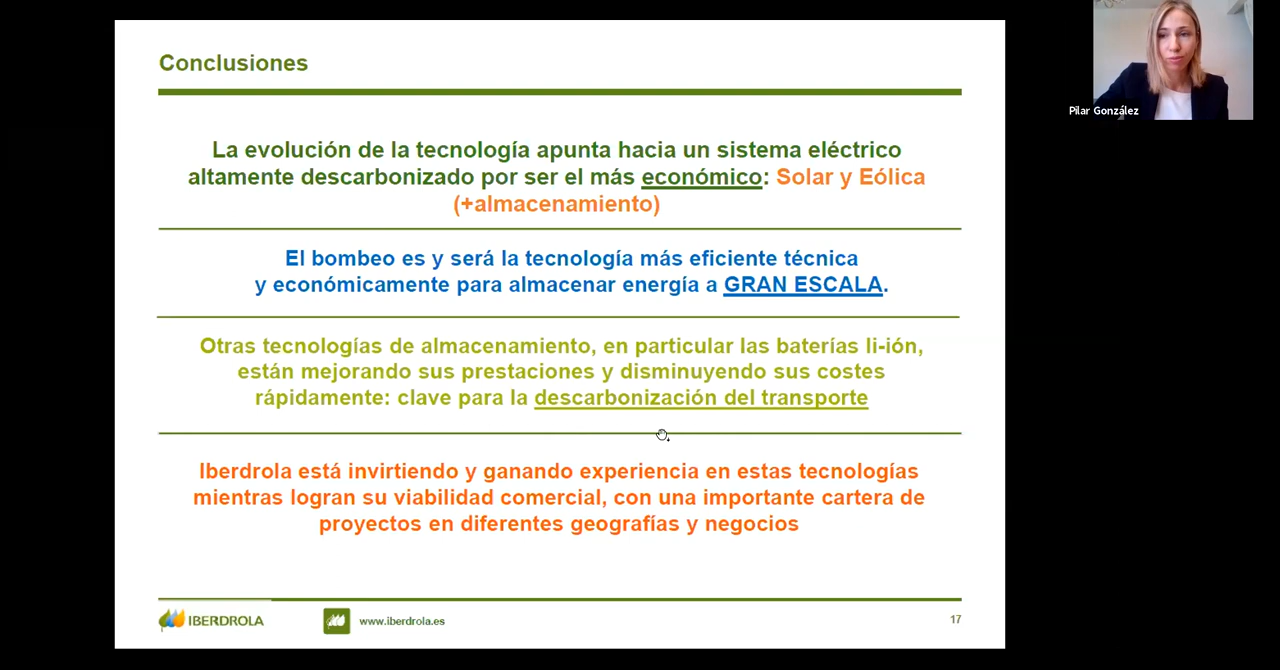 Conclusiones
La evolución de la tecnología apunta hacia un sistema eléctrico
altamente descarbonizado por ser el más económico: Solar y Eólica
(+almacenamiento)
El bombeo es y será la tecnología más eficiente técnica
y económicamente para almacenar energía a GRAN ESCALA.
Otras tecnologías de almacenamiento, en particular las baterías li-ión,
están mejorando sus prestaciones y disminuyendo sus costes
rápidamente: clave para la descarbonización del transporte
Iberdrola está invirtiendo y ganando experiencia en estas tecnologías
mientras logran su viabilidad comercial, con una importante cartera de
proyectos en diferentes geografías y negocios
IBERDROLA
www.iberdrola.es
17
Pilar González